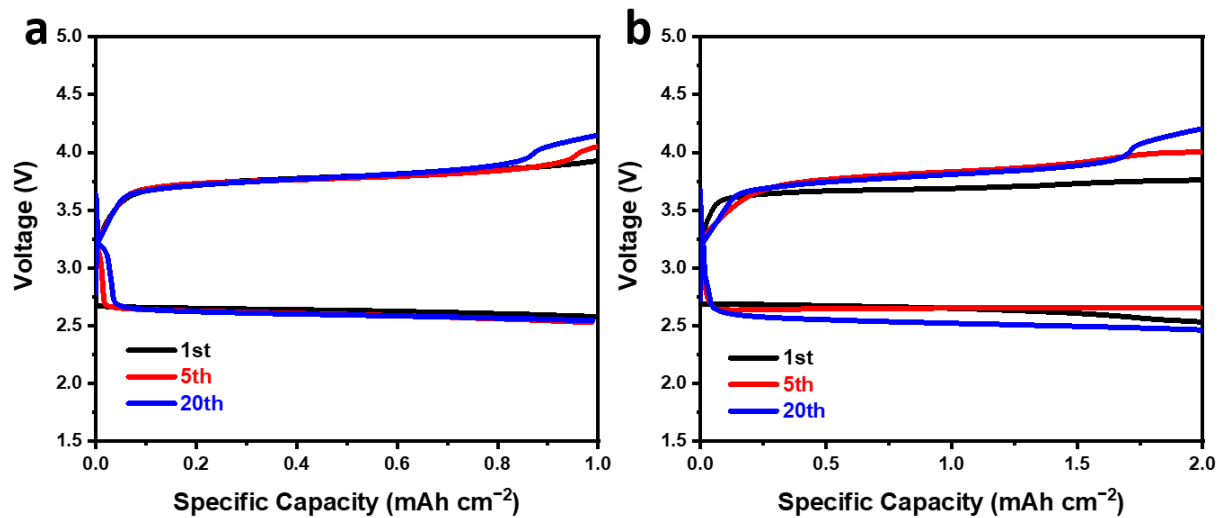 a
5.0
4.5
4.0
3.5
3.0
2.5
2.0
1.5
Voltage (V)
1st
5th
20th
0.0 0.2 0.4 0.6 0.8 1.0
Specific Capacity (mAh cm⁻²)
b
5.0
4.5
4.0
3.5
3.0
2.5
2.0
1.5
Voltage (V)
1st
5th
20th
0.0 0.5 1.0 1.5 2.0
Specific Capacity (mAh cm⁻²)